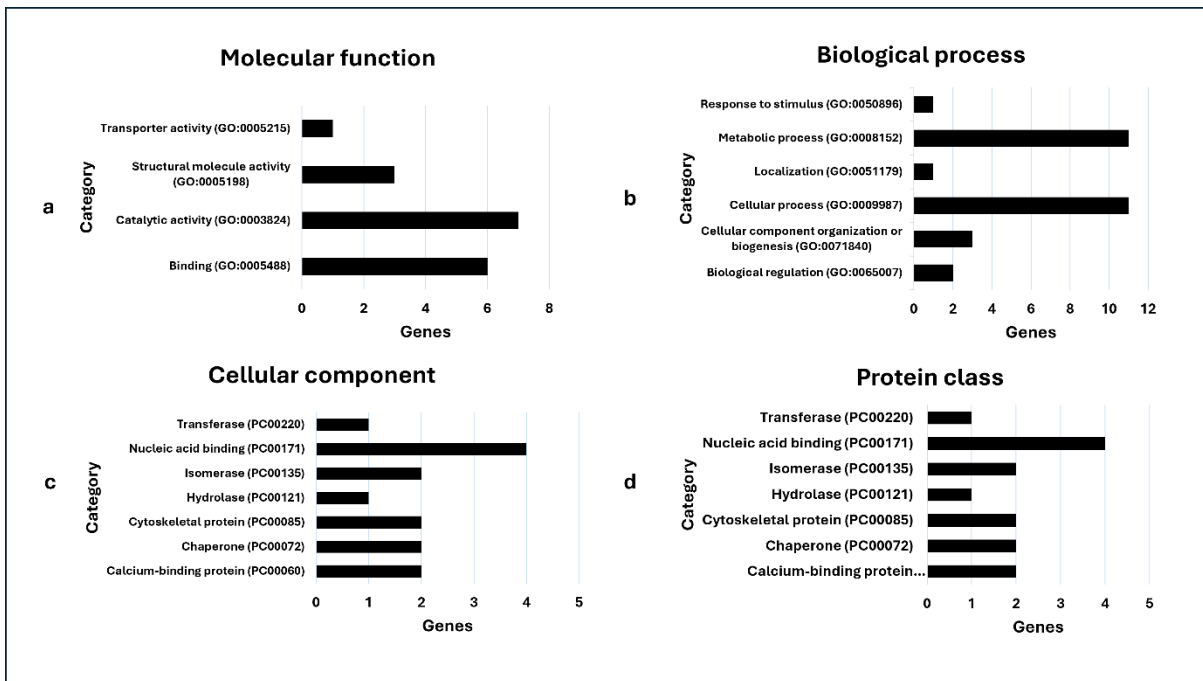 Molecular function
Transporter activity (GO:0005215)
Structural molecule activity
(GO:0005198)
Catalytic activity (GO:0003824)
Binding (GO:0005488)
Category
a
0 2 4 6 8
Genes
Biological process
Response to stimulus (GO:0050896)
Metabolic process (GO:0008152)
Localization (GO:0051179)
Cellular process (GO:0009987)
Cellular component organization or
biogenesis (GO:0071840)
Biological regulation (GO:0065007)
Category
b
0 2 4 6 8 10 12
Genes
Cellular component
Transferase (PC00220)
Nucleic acid binding (PC00171)
Isomerase (PC00135)
Hydrolase (PC00121)
Cytoskeletal protein (PC00085)
Chaperone (PC00072)
Calcium-binding protein (PC00060)
Category
c
0 1 2 3 4 5
Genes
Protein class
Transferase (PC00220)
Nucleic acid binding (PC00171)
Isomerase (PC00135)
Hydrolase (PC00121)
Cytoskeletal protein (PC00085)
Chaperone (PC00072)
Calcium-binding protein...
Category
d
0 1 2 3 4 5
Genes